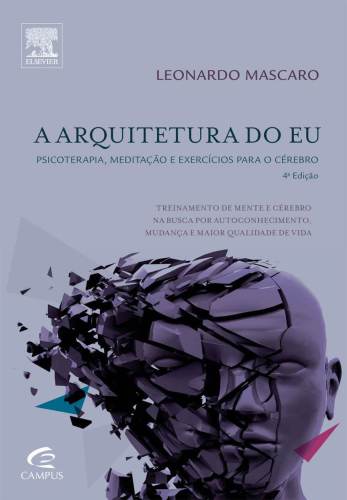 ELSEVIER
LEONARDO MASCARO
A ARQUITETURA DO EU
PSICOTERAPIA, MEDITAÇÃO E EXERCÍCIOS PARA O CÉREBRO
4ª Edição
TREINAMENTO DE MENTE E CÉREBRO
NA BUSCA POR AUTOCONHECIMENTO,
MUDANÇA E MAIOR QUALIDADE DE VIDA
CAMPUS